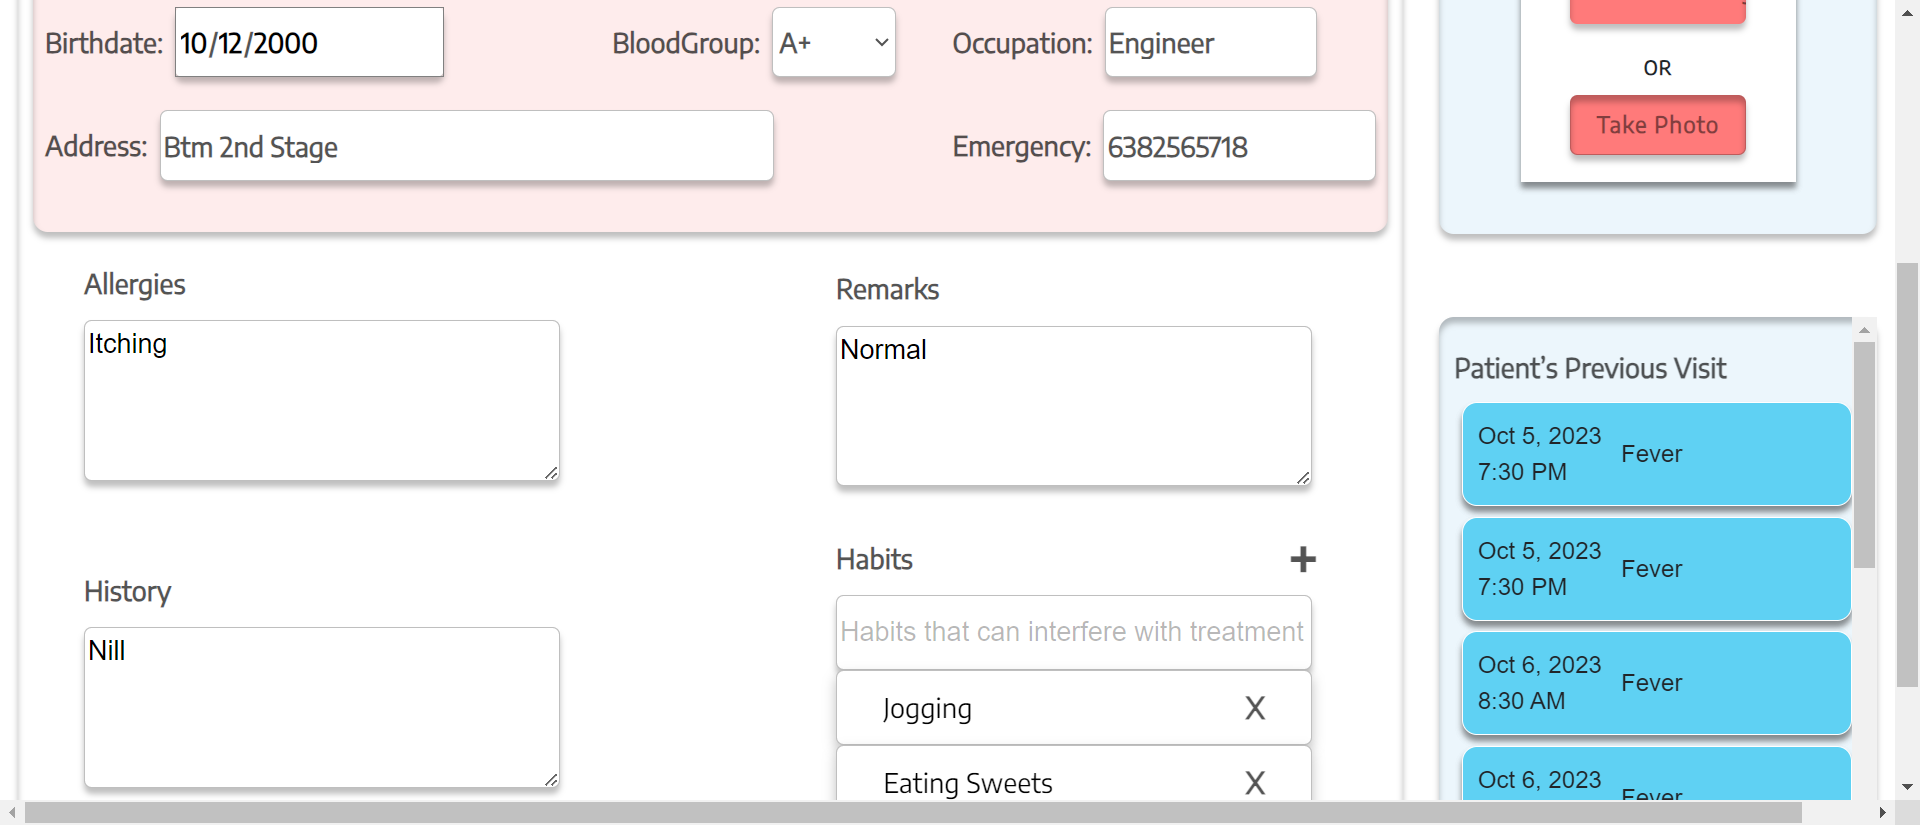 Birthdate: 10/12/2000 BloodGroup: A+ Occupation: Engineer
Address: Btm 2nd Stage Emergency: 6382565718
OR
Take Photo
Allergies
Itching
Remarks
Normal
History
Nill
Habits +
Habits that can interfere with treatment
Jogging X
Eating Sweets X
Patient’s Previous Visit
Oct 5, 2023
7:30 PM
Fever
Oct 5, 2023
7:30 PM
Fever
Oct 6, 2023
8:30 AM
Fever
Oct 6, 2023
Fever